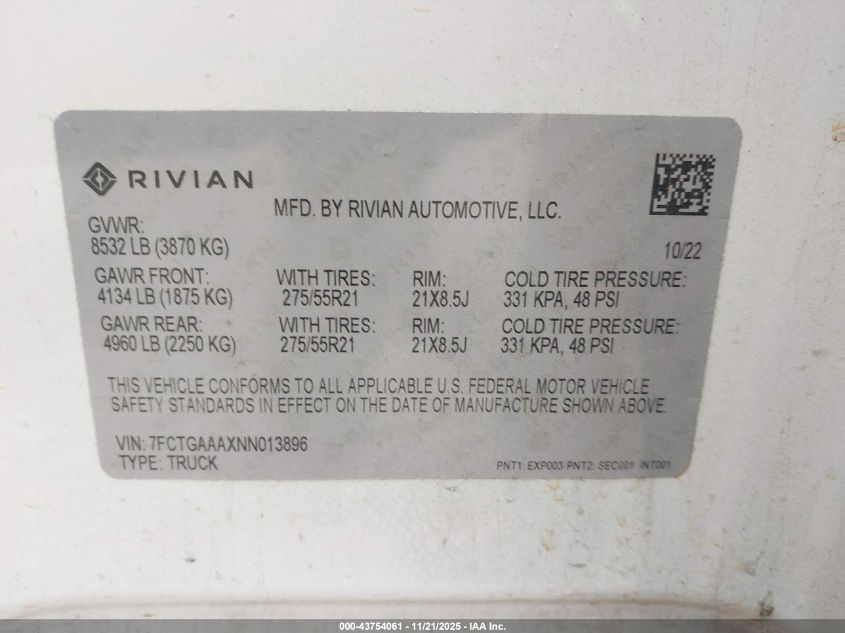 RIVIAN
MFD. BY RIVIAN AUTOMOTIVE, LLC.
GVWR:
8532 LB (3870 KG)
10/22
GAWR FRONT: WITH TIRES: RIM: COLD TIRE PRESSURE:
4134 LB (1875 KG) 275/55R21 21X8.5J 331 KPA, 48 PSI
GAWR REAR: WITH TIRES: RIM: COLD TIRE PRESSURE:
4960 LB (2250 KG) 275/55R21 21X8.5J 331 KPA, 48 PSI
THIS VEHICLE CONFORMS TO ALL APPLICABLE U.S. FEDERAL MOTOR VEHICLE
SAFETY STANDARDS IN EFFECT ON THE DATE OF MANUFACTURE SHOWN ABOVE.
VIN: 7FCTGAAAXNN013896
TYPE: TRUCK
PNT1: EXP003 PNT2: SEC001 INT001
000-43754061 - 11/21/2025 - IAA Inc.